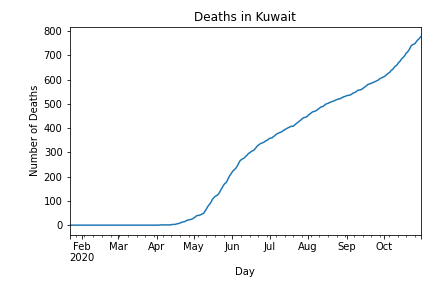 Deaths in Kuwait
800
700
600
500
400
300
200
100
0
Number of Deaths
Feb Mar Apr May Jun Jul Aug Sep Oct
2020
Day